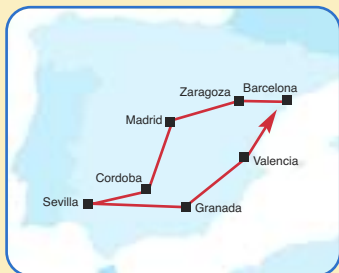 Zaragoza Barcelona
Madrid
Cordoba
Valencia
Sevilla
Granada